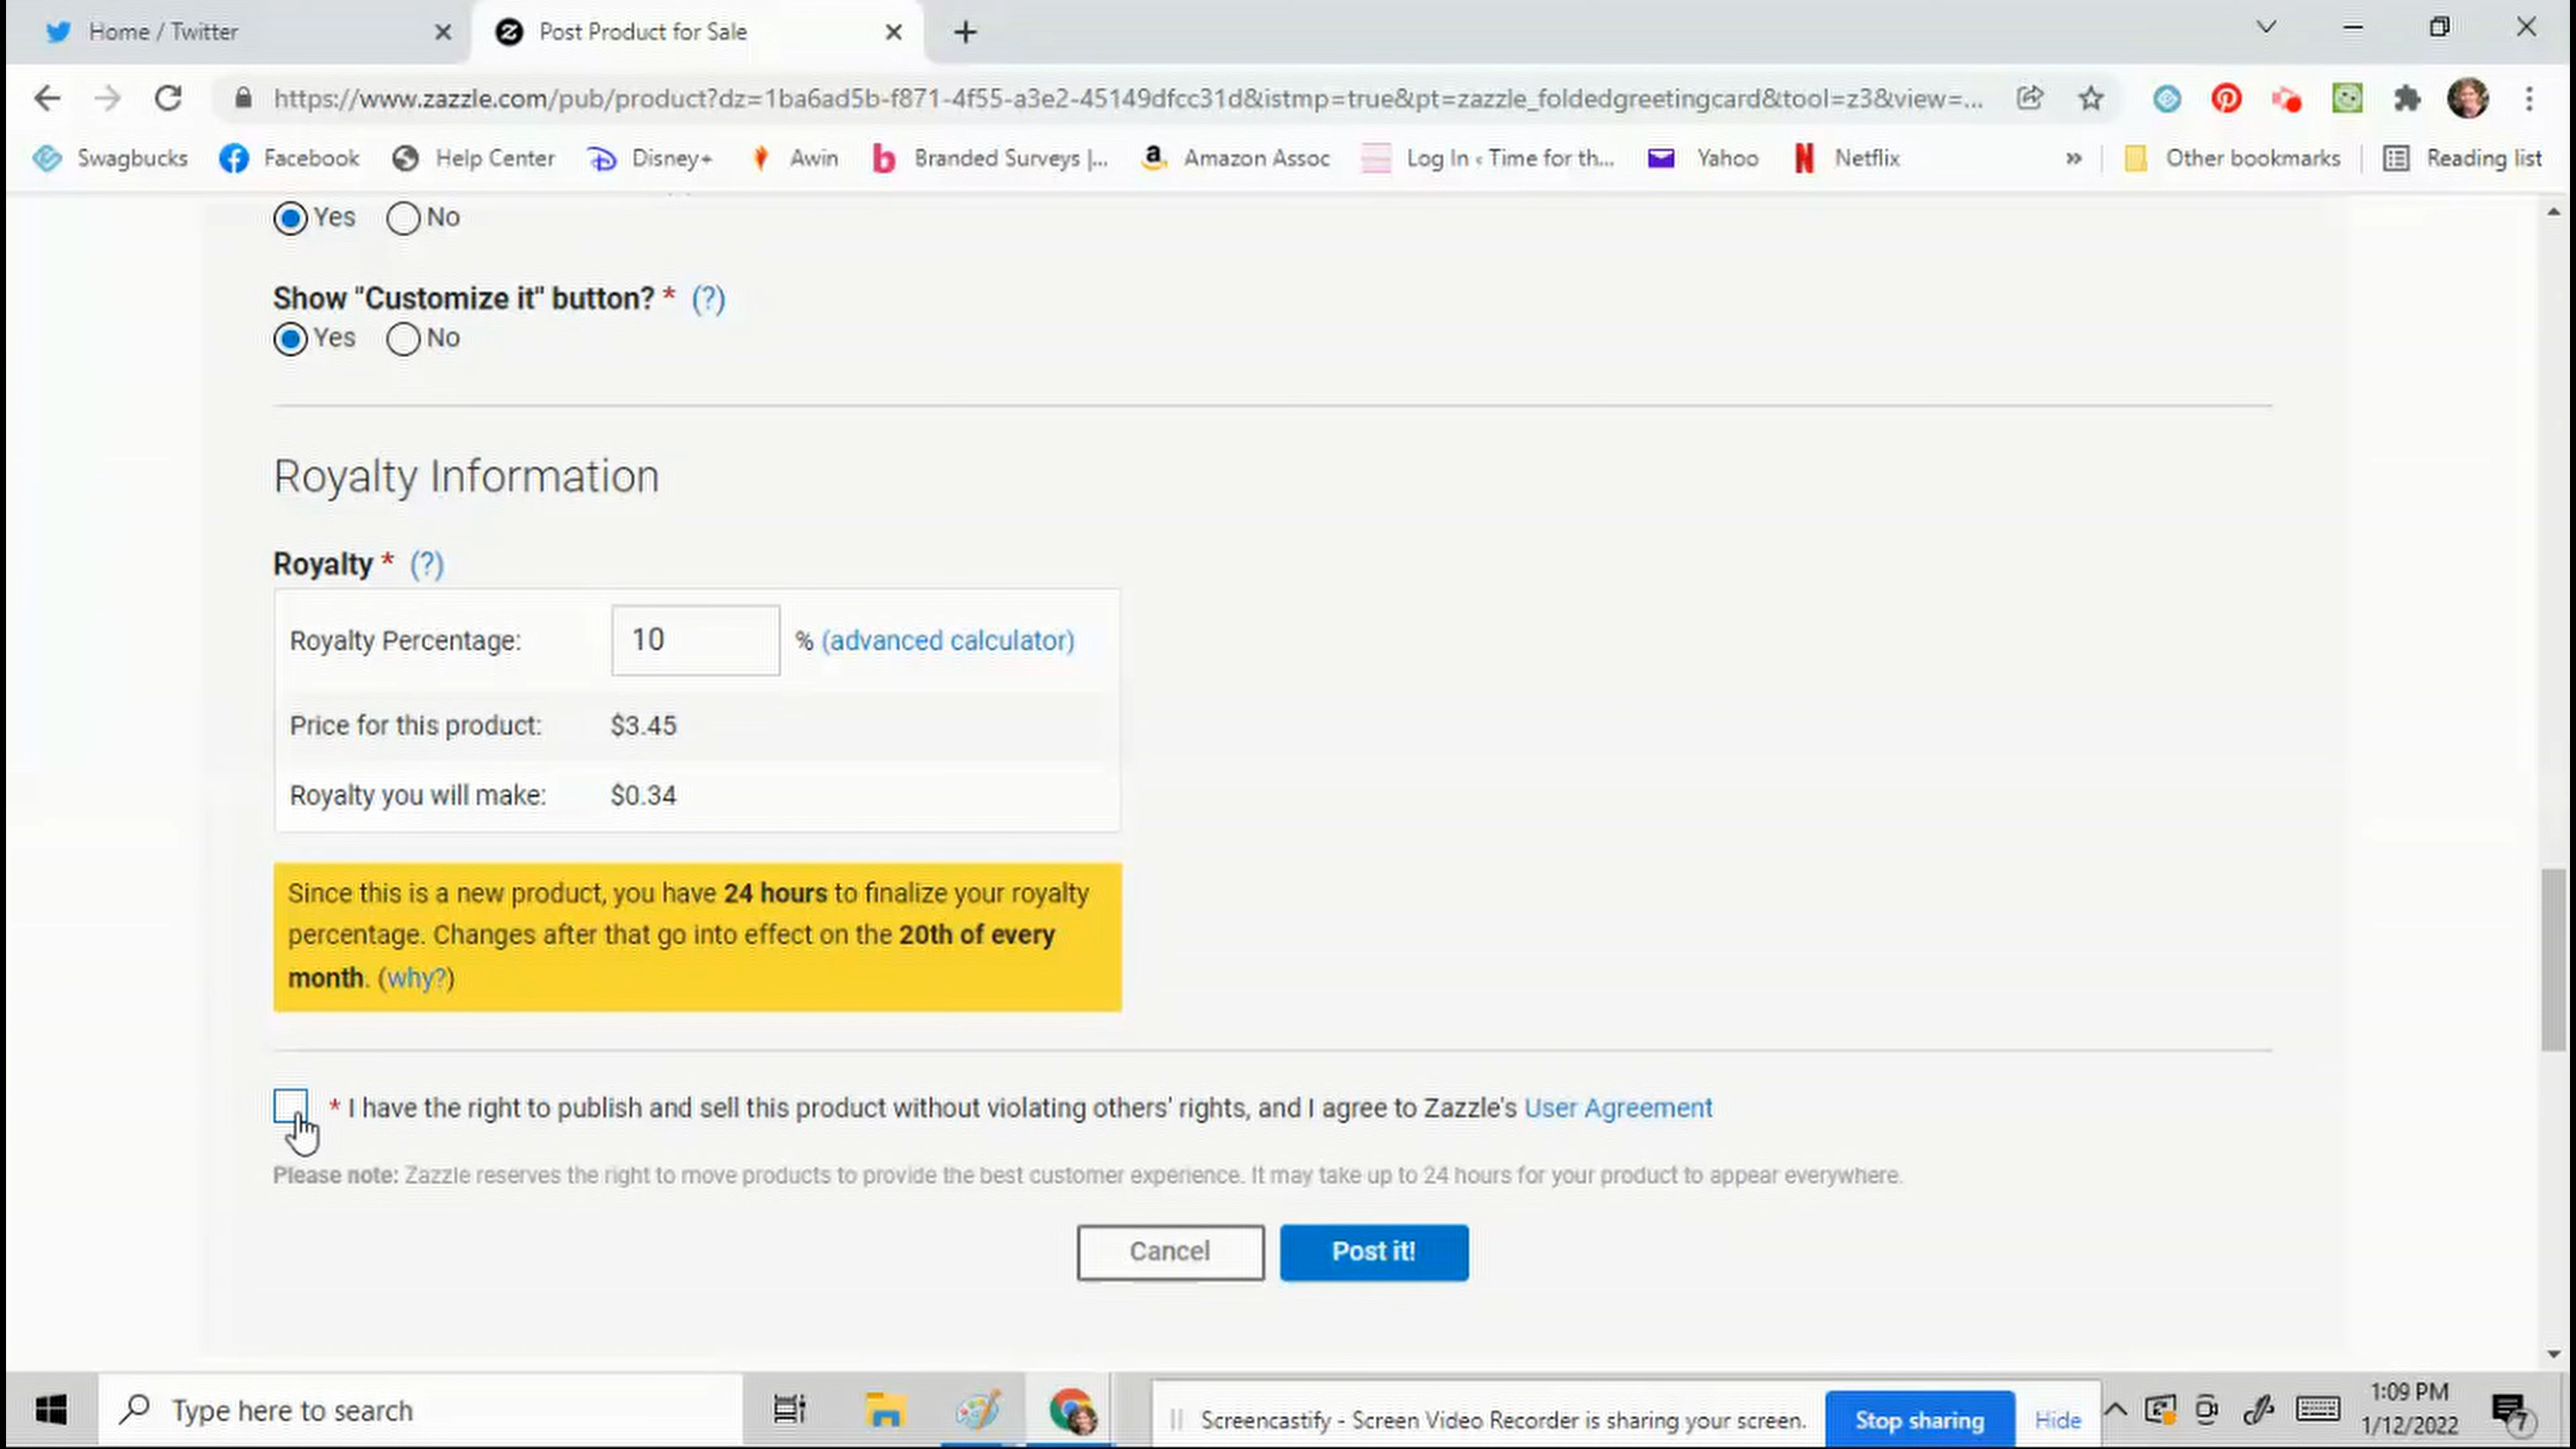 Home / Twitter
Post Product for Sale
https://www.zazzle.com/pub/product?dz=1ba6ad5b-f871-4f55-a3e2-45149dfcc31d&istmp=true&pt=zazzle_foldedgreetingcard&tool=z3&view=...
Swagbucks Facebook Help Center Disney+ Awin Branded Surveys |... Amazon Assoc Log In ‹ Time for th... Yahoo Netflix » Other bookmarks Reading list
Yes No
Show "Customize it" button? * (?)
Yes No
Royalty Information
Royalty * (?)
Royalty Percentage: 10 % (advanced calculator)
Price for this product: $3.45
Royalty you will make: $0.34
Since this is a new product, you have 24 hours to finalize your royalty
percentage. Changes after that go into effect on the 20th of every
month. (why?)
* I have the right to publish and sell this product without violating others' rights, and I agree to Zazzle's User Agreement
Please note: Zazzle reserves the right to move products to provide the best customer experience. It may take up to 24 hours for your product to appear everywhere.
Cancel Post it!
Type here to search
Screencastify - Screen Video Recorder is sharing your screen. Stop sharing Hide
1:09 PM
1/12/2022
7